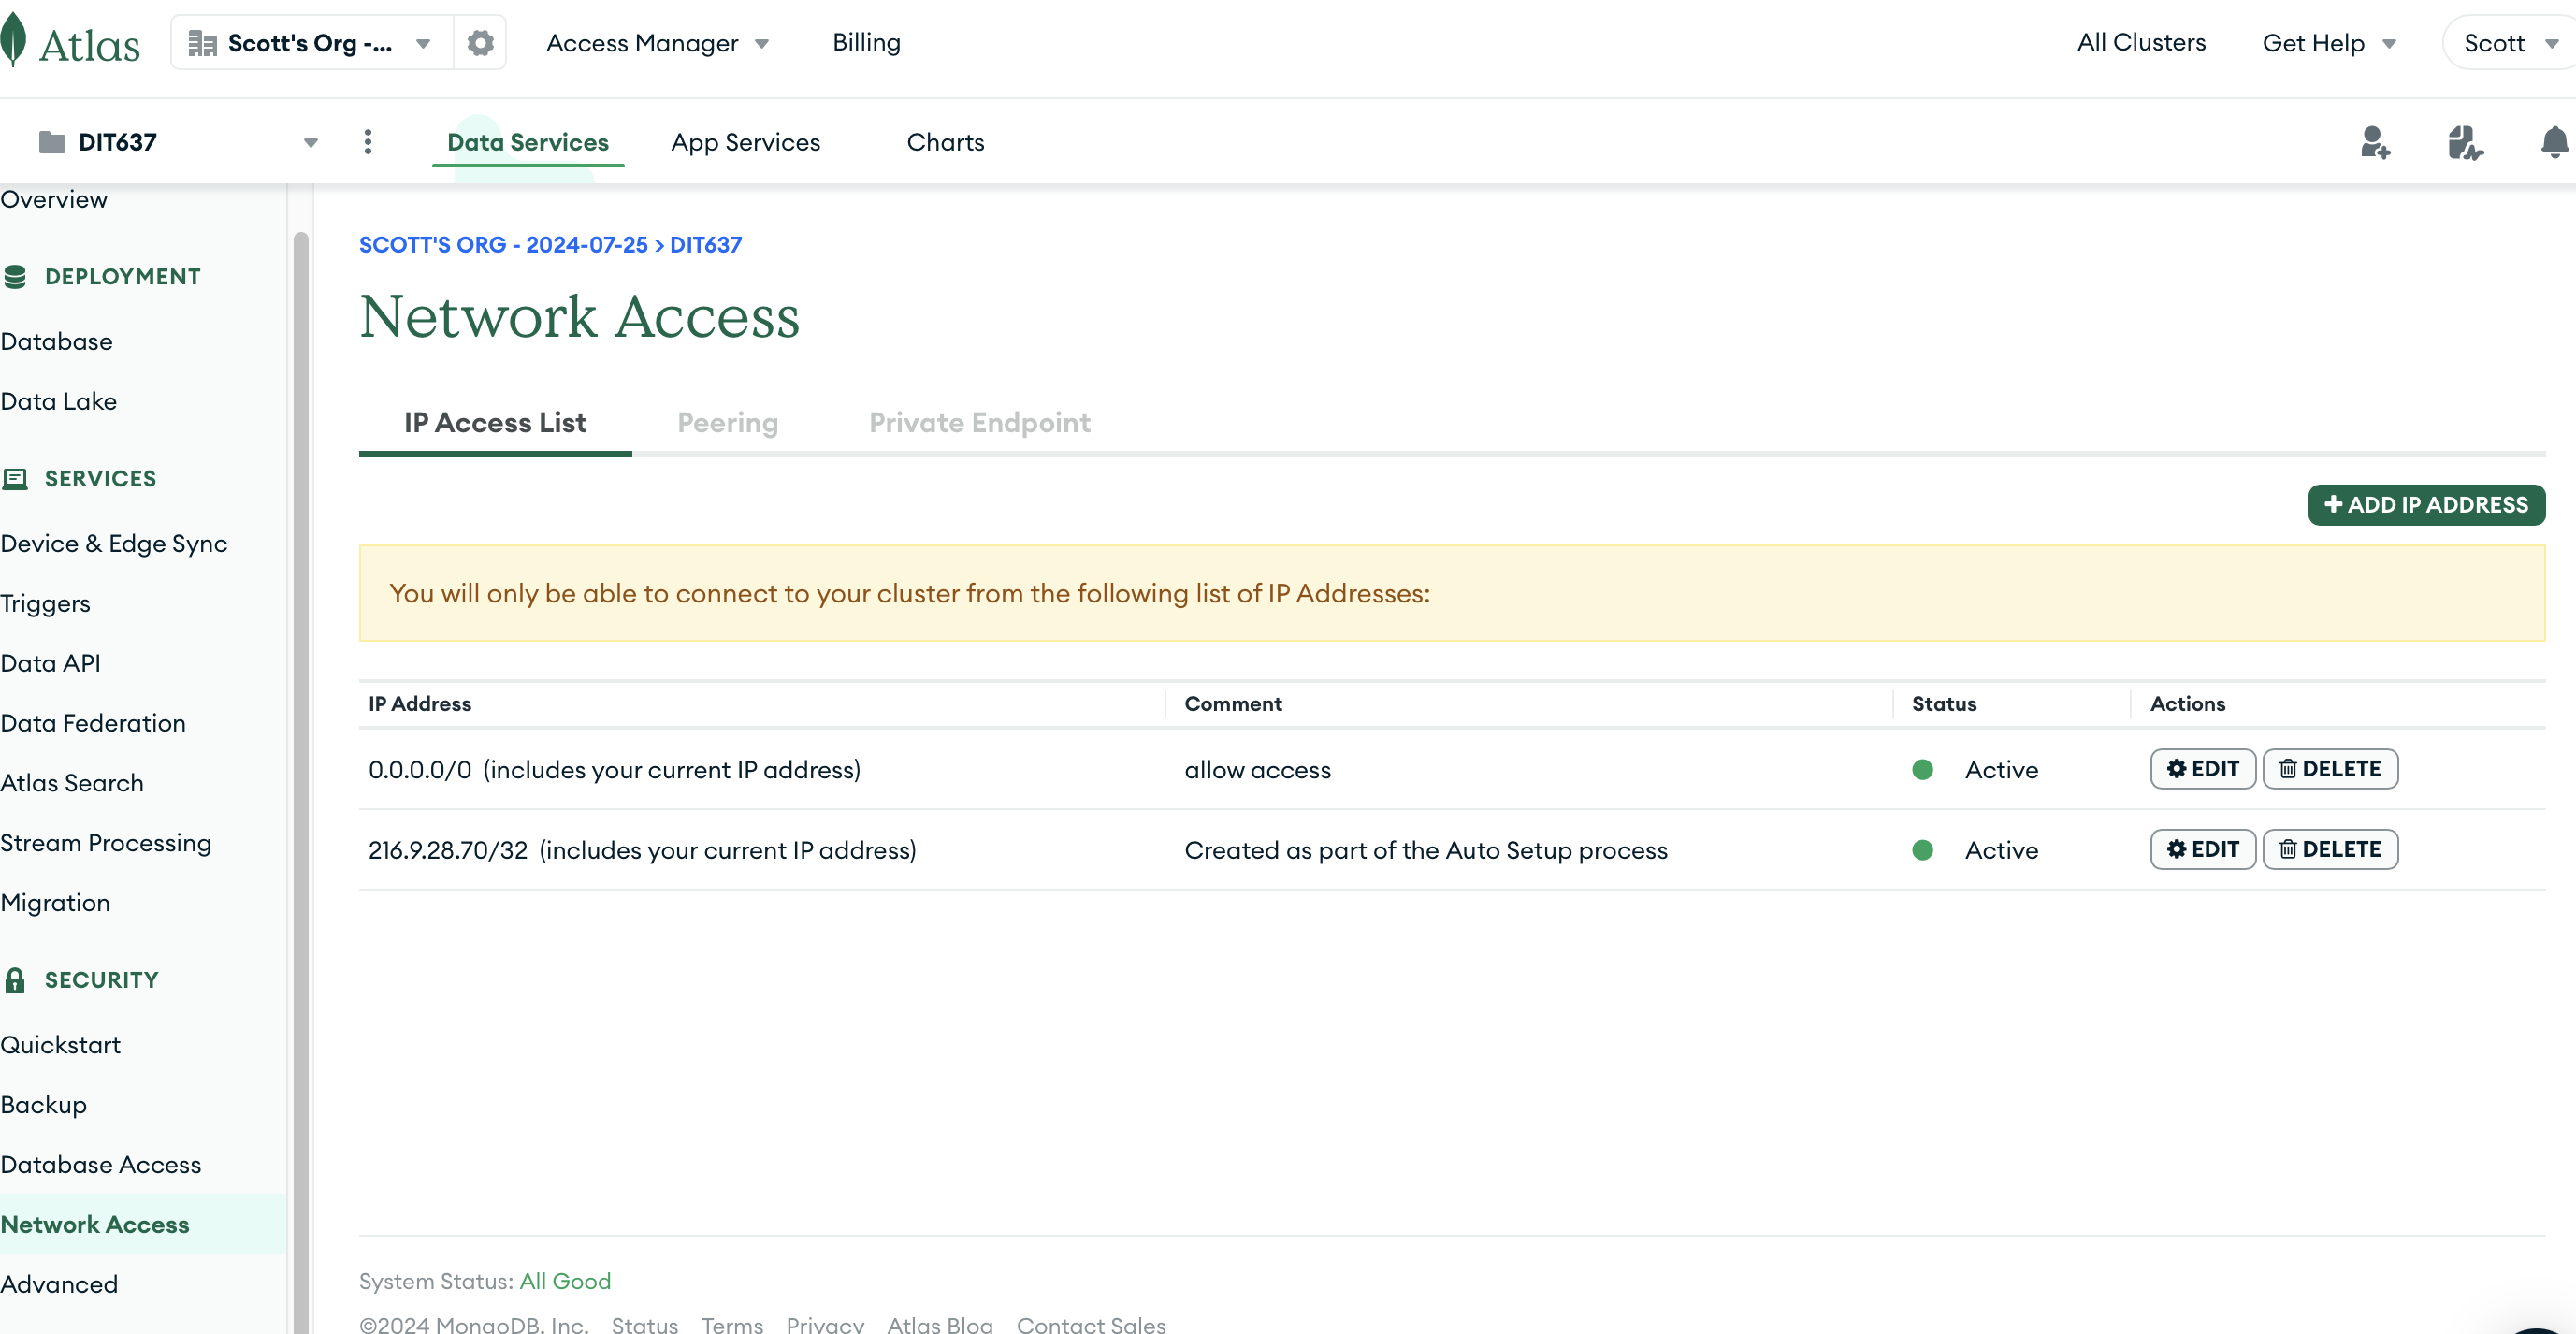 Atlas Scott's Org -... Access Manager Billing All Clusters Get Help Scott
DIT637 Data Services App Services Charts
Overview
DEPLOYMENT
Database
Data Lake
SERVICES
Device & Edge Sync
Triggers
Data API
Data Federation
Atlas Search
Stream Processing
Migration
SECURITY
Quickstart
Backup
Database Access
Network Access
Advanced
SCOTT'S ORG - 2024-07-25 > DIT637
Network Access
IP Access List Peering Private Endpoint
+ ADD IP ADDRESS
You will only be able to connect to your cluster from the following list of IP Addresses:
IP Address Comment Status Actions
0.0.0.0/0 (includes your current IP address) allow access Active EDIT DELETE
216.9.28.70/32 (includes your current IP address) Created as part of the Auto Setup process Active EDIT DELETE
System Status: All Good
©2024 MongoDB, Inc. Status Terms Privacy Atlas Blog Contact Sales